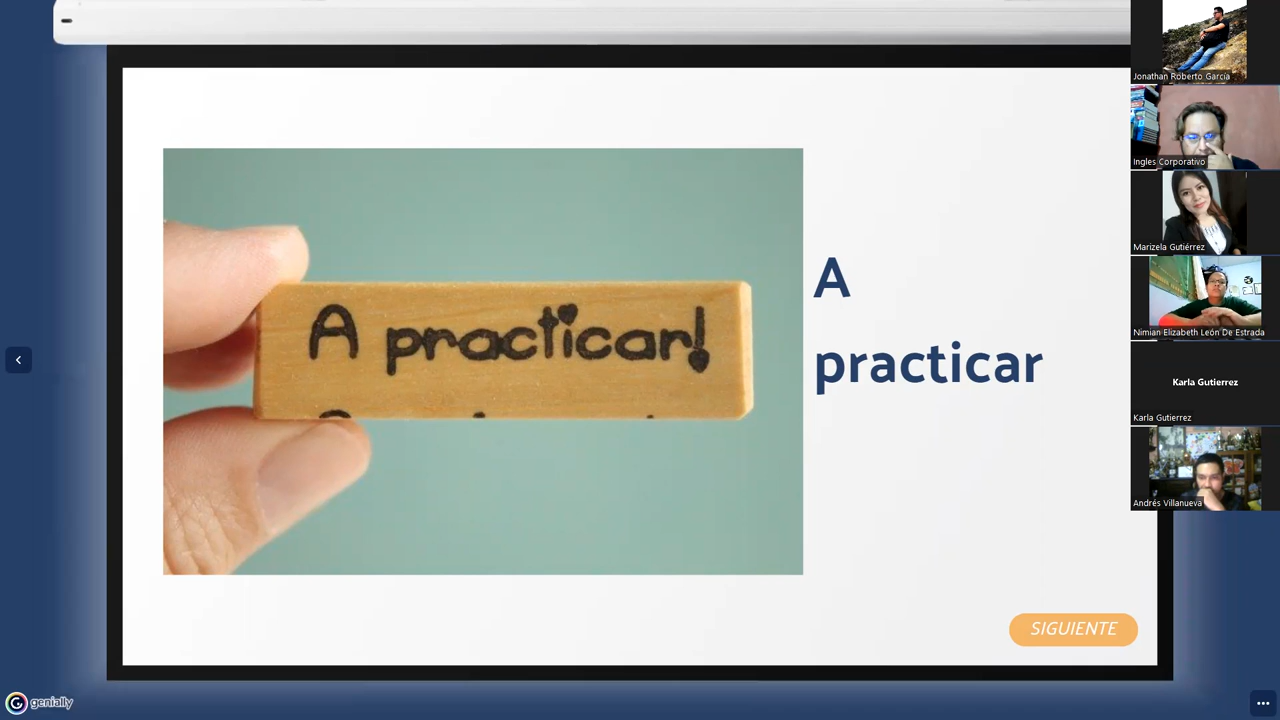 A practicar!
A
practicar
SIGUIENTE
Jonathan Roberto García
Ingles Corporativo
Marizela Gutiérrez
Nimian Elizabeth León De Estrada
Karla Gutierrez
Karla Gutierrez
Andrés Villanueva
genially